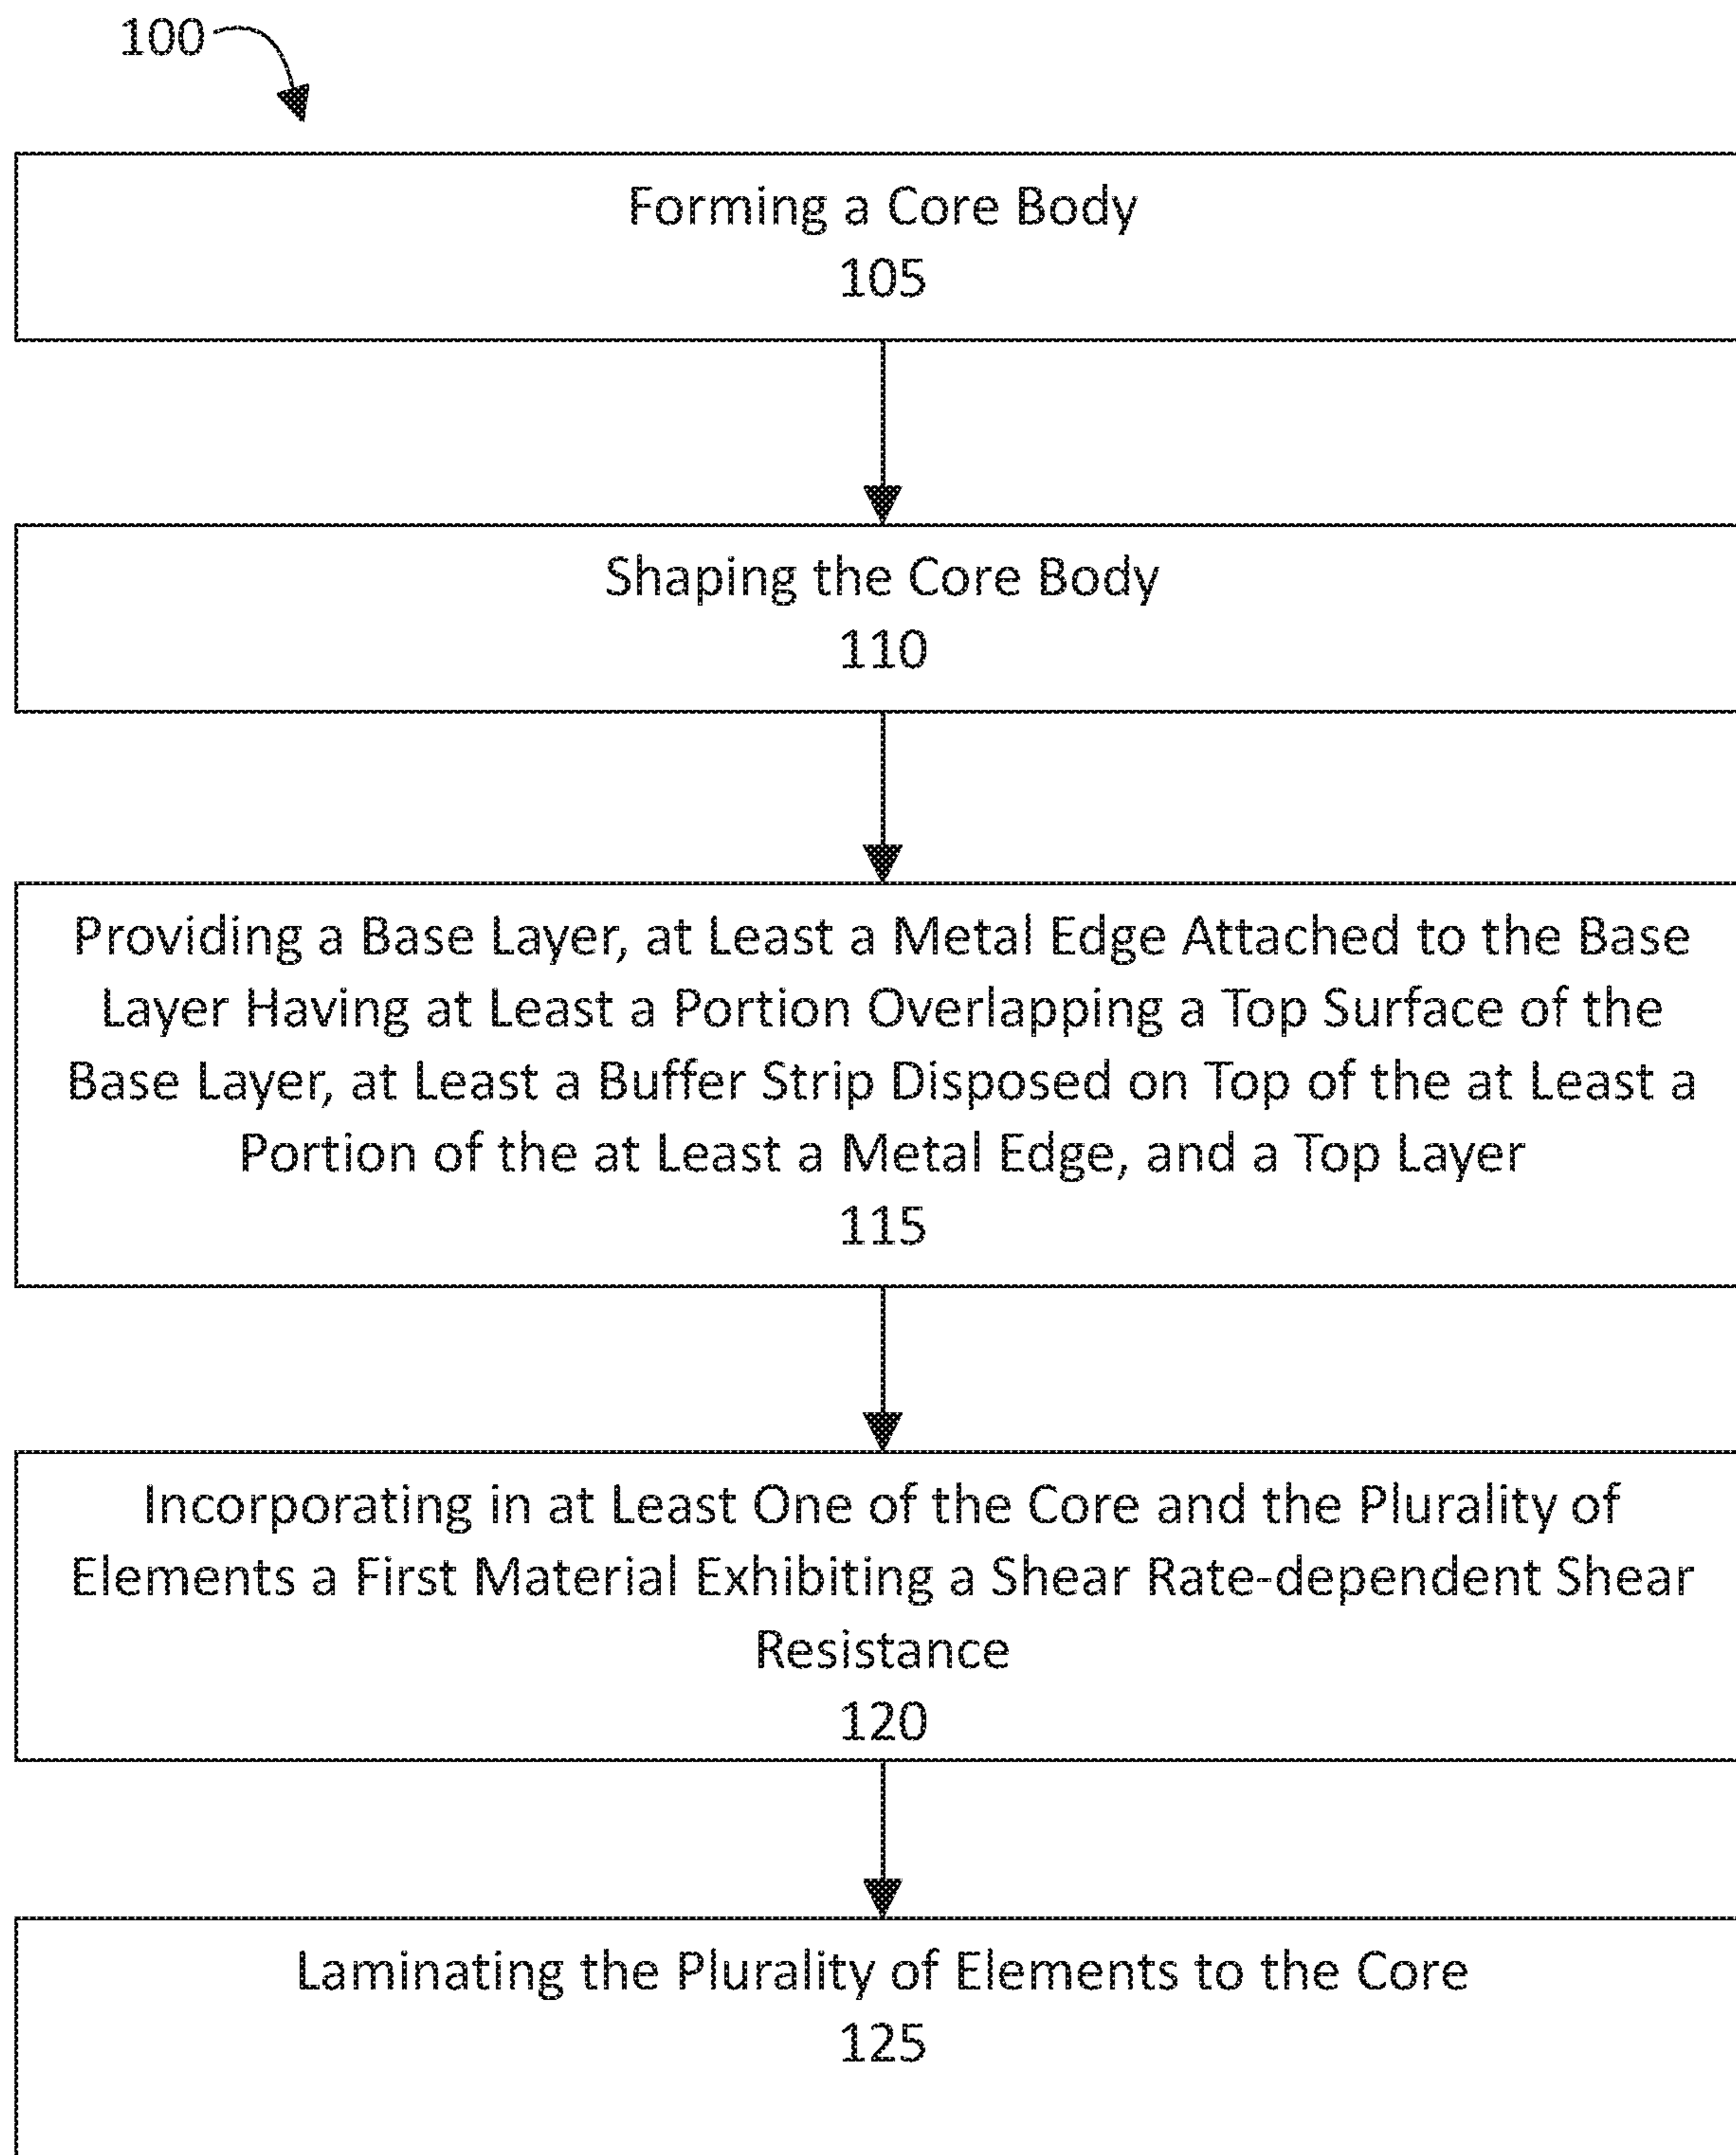 100
Forming a Core Body
105
Shaping the Core Body
110
Providing a Base Layer, at Least a Metal Edge Attached to the Base
Layer Having at Least a Portion Overlapping a Top Surface of the
Base Layer, at Least a Buffer Strip Disposed on Top of the at Least a
Portion of the at Least a Metal Edge, and a Top Layer
115
Incorporating in at Least One of the Core and the Plurality of
Elements a First Material Exhibiting a Shear Rate-dependent Shear
Resistance
120
Laminating the Plurality of Elements to the Core
125